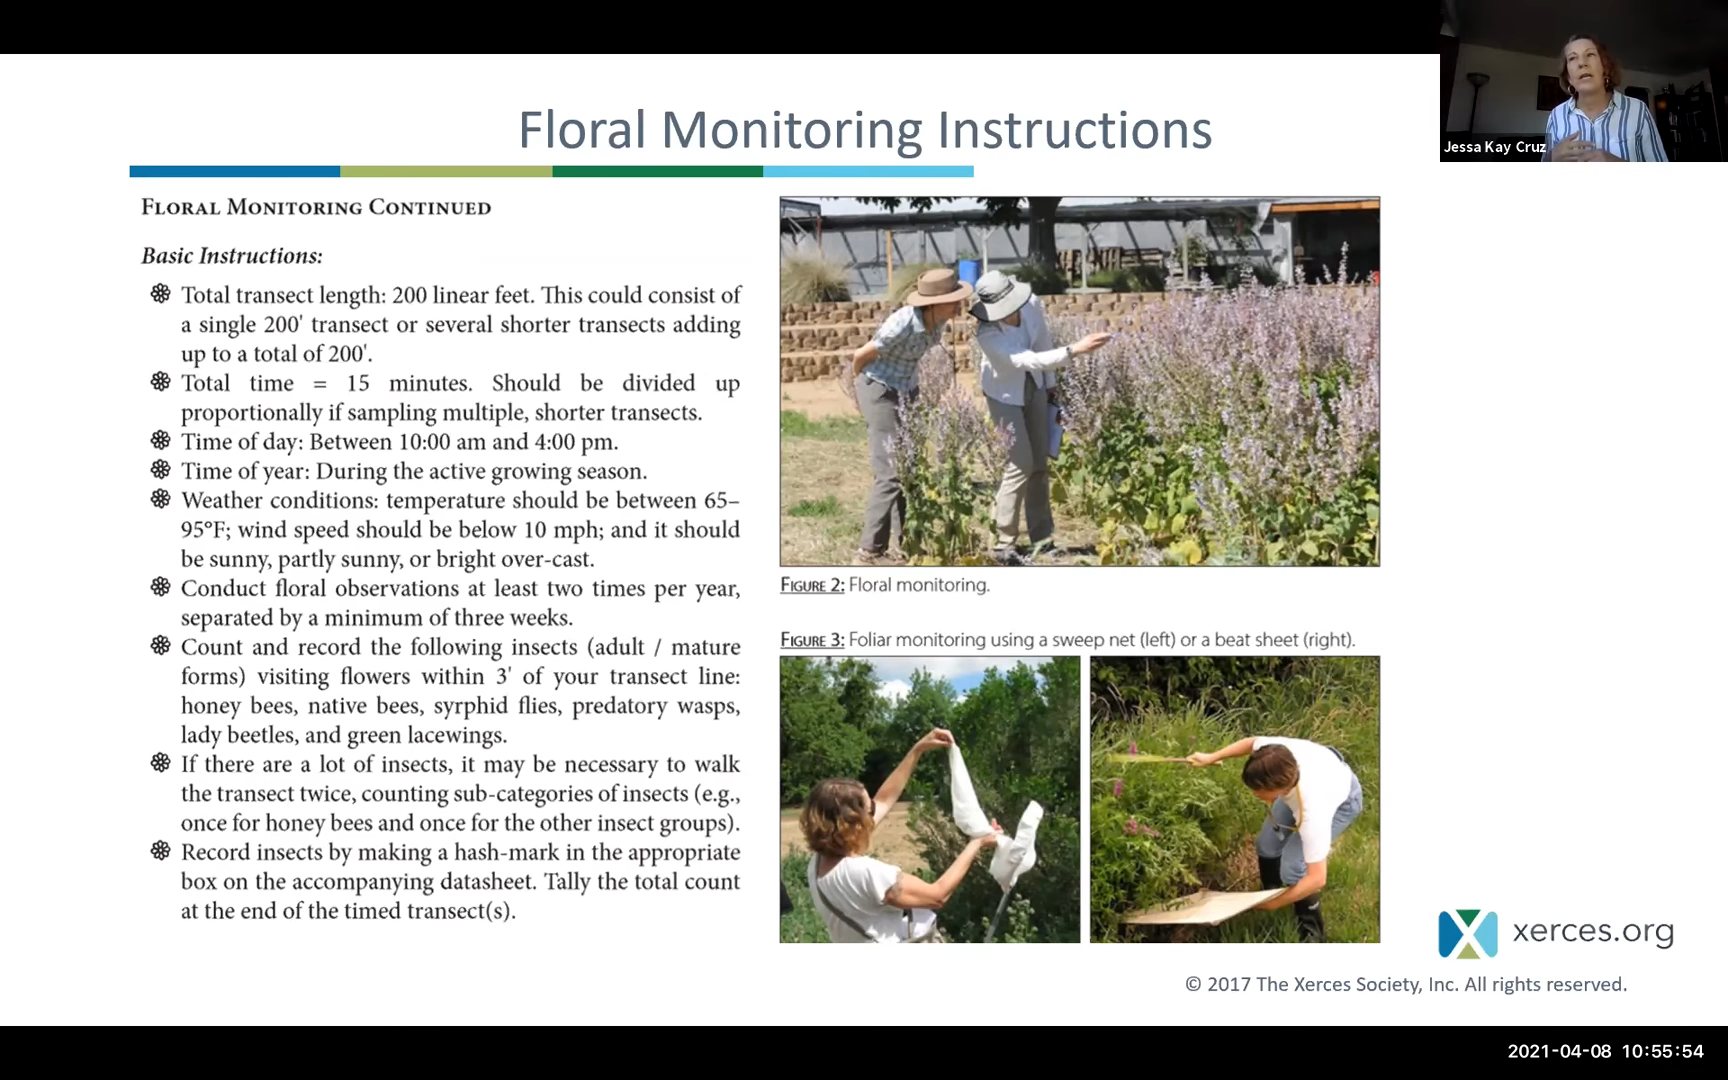 Floral Monitoring Instructions
Jessa Kay Cruz
FLORAL MONITORING CONTINUED
Basic Instructions:
Total transect length: 200 linear feet. This could consist of
a single 200' transect or several shorter transects adding
up to a total of 200'.
Total time = 15 minutes. Should be divided up
proportionally if sampling multiple, shorter transects.
Time of day: Between 10:00 am and 4:00 pm.
Time of year: During the active growing season.
Weather conditions: temperature should be between 65–
95°F; wind speed should be below 10 mph; and it should
be sunny, partly sunny, or bright over-cast.
Conduct floral observations at least two times per year,
separated by a minimum of three weeks.
Count and record the following insects (adult / mature
forms) visiting flowers within 3' of your transect line:
honey bees, native bees, syrphid flies, predatory wasps,
lady beetles, and green lacewings.
If there are a lot of insects, it may be necessary to walk
the transect twice, counting sub-categories of insects (e.g.,
once for honey bees and once for the other insect groups).
Record insects by making a hash-mark in the appropriate
box on the accompanying datasheet. Tally the total count
at the end of the timed transect(s).
FIGURE 2: Floral monitoring.
FIGURE 3: Foliar monitoring using a sweep net (left) or a beat sheet (right).
xerces.org
© 2017 The Xerces Society, Inc. All rights reserved.
2021-04-08 10:55:54